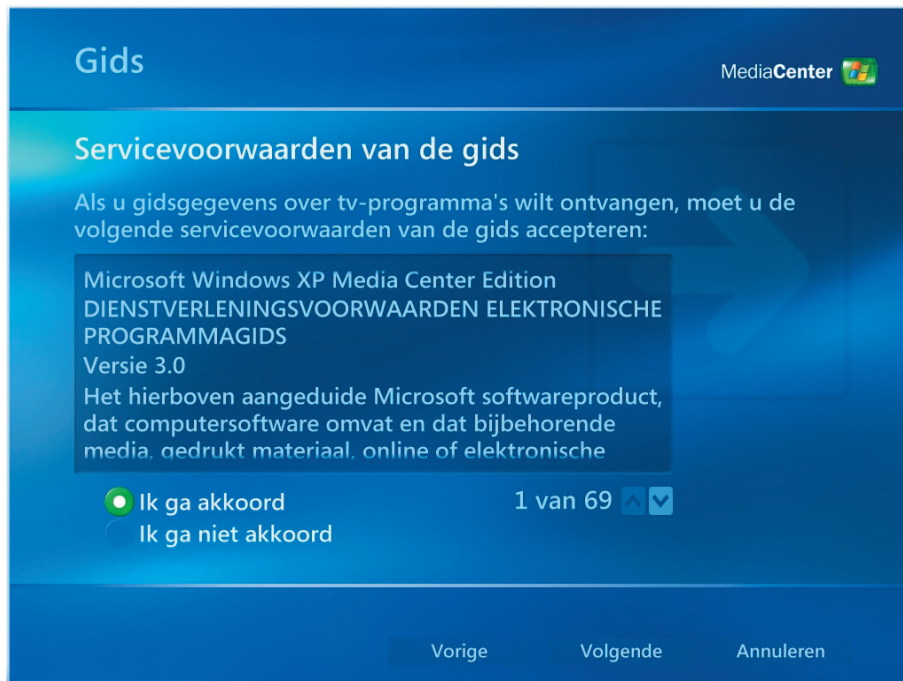 Gids
MediaCenter
Servicevoorwaarden van de gids
Als u gidsgegevens over tv-programma's wilt ontvangen, moet u de
volgende servicevoorwaarden van de gids accepteren:
Microsoft Windows XP Media Center Edition
DIENSTVERLENINGSVOORWAARDEN ELEKTRONISCHE
PROGRAMMAGIDS
Versie 3.0
Het hierboven aangeduide Microsoft softwareproduct,
dat computersoftware omvat en dat bijbehorende
media, gedrukt materiaal, online of elektronische
Ik ga akkoord
1 van 69
Ik ga niet akkoord
Vorige
Volgende
Annuleren